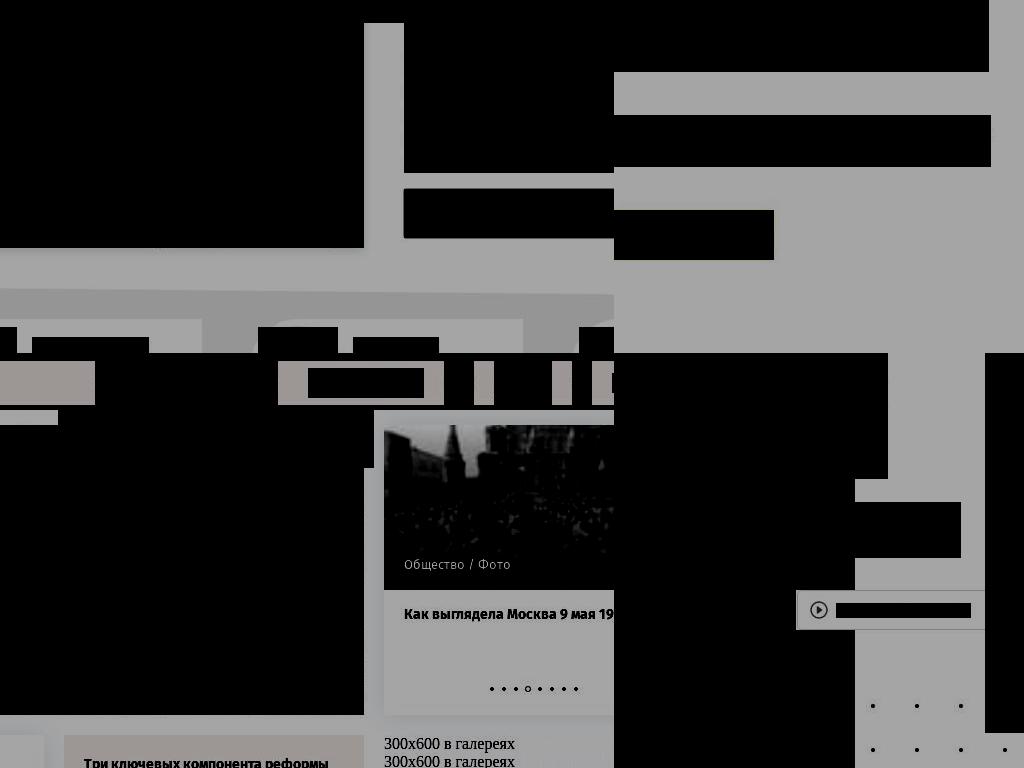 Общество / Фото
Как выглядела Москва 9 мая 19
300x600 в галереях
300x600 в галереях
Три ключевых компонента реформы